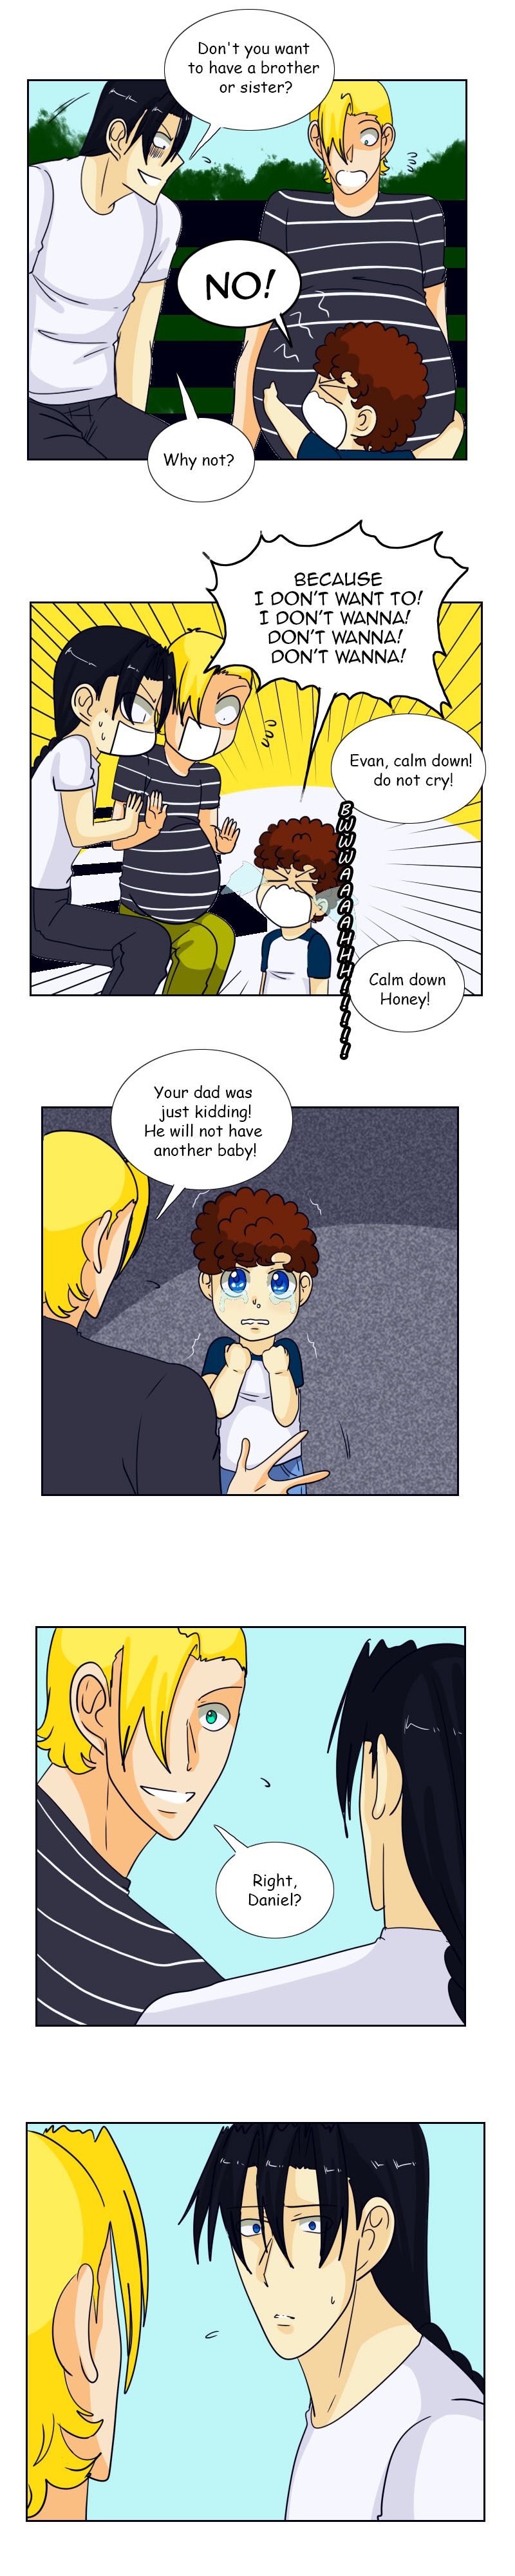 Don't you want
to have a brother
or sister?
NO!
Why not?
BECAUSE
I DON'T WANT TO!
I DON'T WANNA!
DON'T WANNA!
DON'T WANNA!
Evan, calm down!
do not cry!
BWWWAAAAHHH!!!!!
Calm down
Honey!
Your dad was
just kidding!
He will not have
another baby!
Right,
Daniel?